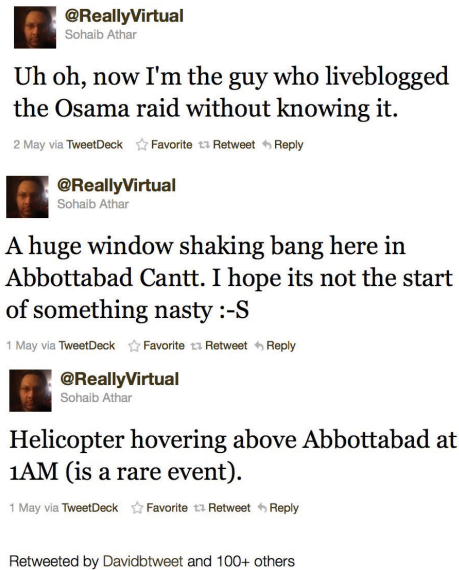 @ReallyVirtual
Sohaib Athar
Uh oh, now I'm the guy who liveblogged
the Osama raid without knowing it.
2 May via TweetDeck Favorite Retweet Reply
@ReallyVirtual
Sohaib Athar
A huge window shaking bang here in
Abbottabad Cantt. I hope its not the start
of something nasty :-S
1 May via TweetDeck Favorite Retweet Reply
@ReallyVirtual
Sohaib Athar
Helicopter hovering above Abbottabad at
1AM (is a rare event).
1 May via TweetDeck Favorite Retweet Reply
Retweeted by Davidbtweet and 100+ others